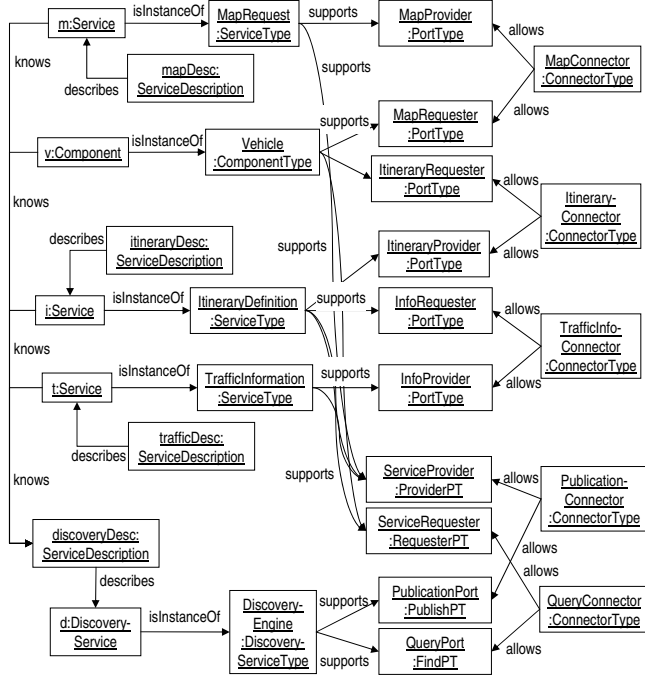 m:Service
isInstanceOf
MapRequest
:ServiceType
supports
MapProvider
:PortType
allows
MapConnector
:ConnectorType
knows
describes
mapDesc:
ServiceDescription
supports
allows
v:Component
isInstanceOf
Vehicle
:ComponentType
supports
MapRequester
:PortType
ItineraryRequester
:PortType
allows
Itinerary-
Connector
:ConnectorType
knows
describes
itineraryDesc:
ServiceDescription
supports
ItineraryProvider
:PortType
allows
i:Service
isInstanceOf
ItineraryDefinition
:ServiceType
supports
InfoRequester
:PortType
allows
TrafficInfo-
Connector
:ConnectorType
knows
t:Service
isInstanceOf
TrafficInformation
:ServiceType
supports
InfoProvider
:PortType
allows
describes
trafficDesc:
ServiceDescription
supports
knows
ServiceProvider
:ProviderPT
allows
Publication-
Connector
:ConnectorType
discoveryDesc:
ServiceDescription
ServiceRequester
:RequesterPT
allows
describes
allows
d:Discovery-
Service
isInstanceOf
Discovery-
Engine
:Discovery-
ServiceType
supports
PublicationPort
:PublishPT
QueryConnector
:ConnectorType
supports
QueryPort
:FindPT
allows